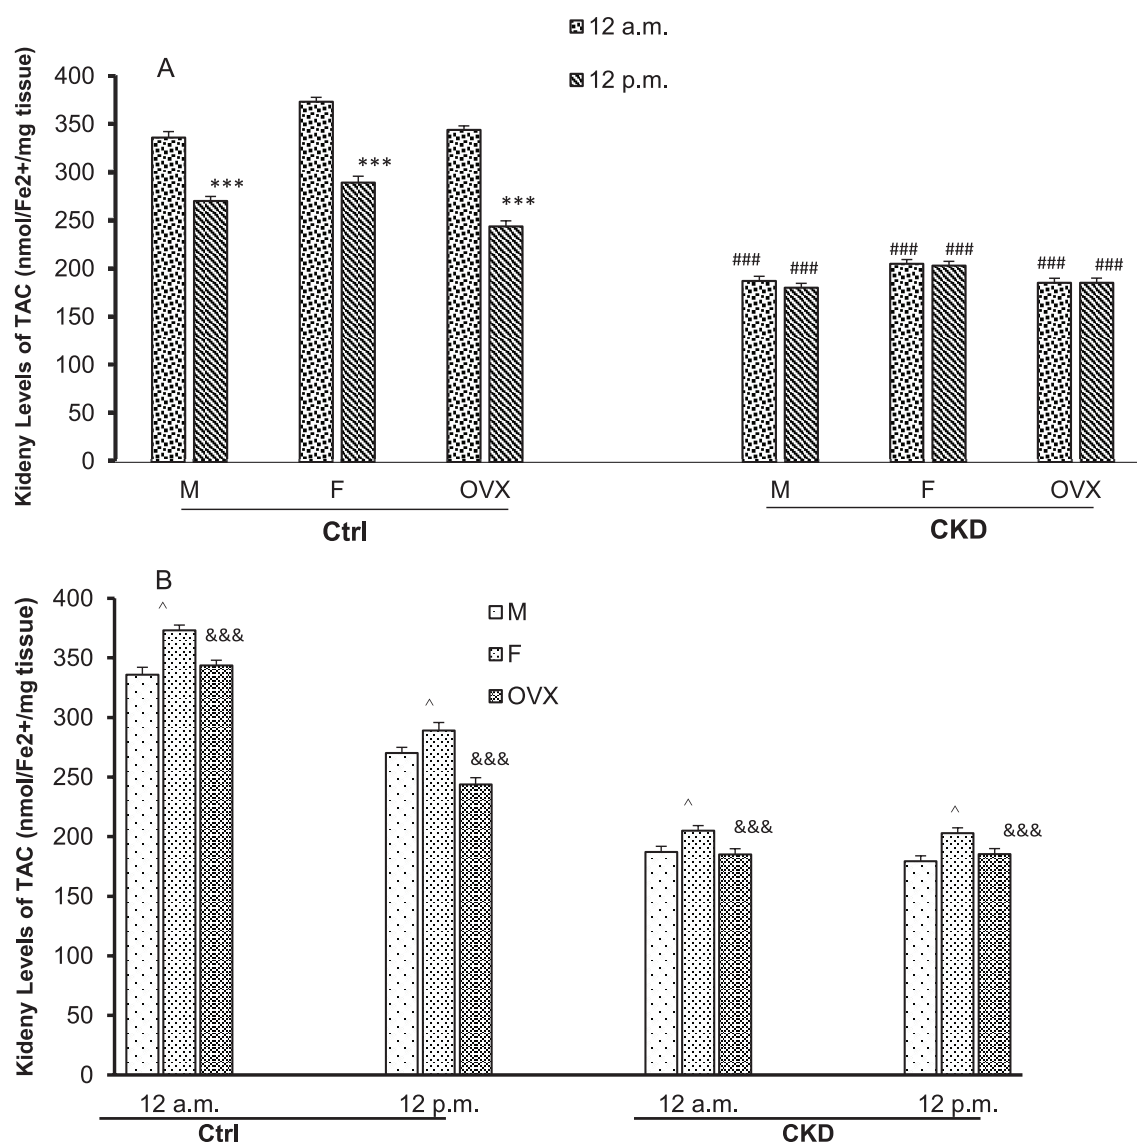 12 a.m.
12 p.m.
A
Kideny Levels of TAC (nmol/Fe2+/mg tissue)
400
350
300
250
200
150
100
50
0
***
***
***
###
###
###
###
###
###
M
F
OVX
M
F
OVX
Ctrl
CKD
B
Kideny Levels of TAC (nmol/Fe2+/mg tissue)
400
350
300
250
200
150
100
50
0
M
F
OVX
^
&&&
^
&&&
^
&&&
^
&&&
12 a.m.
12 p.m.
12 a.m.
12 p.m.
Ctrl
CKD